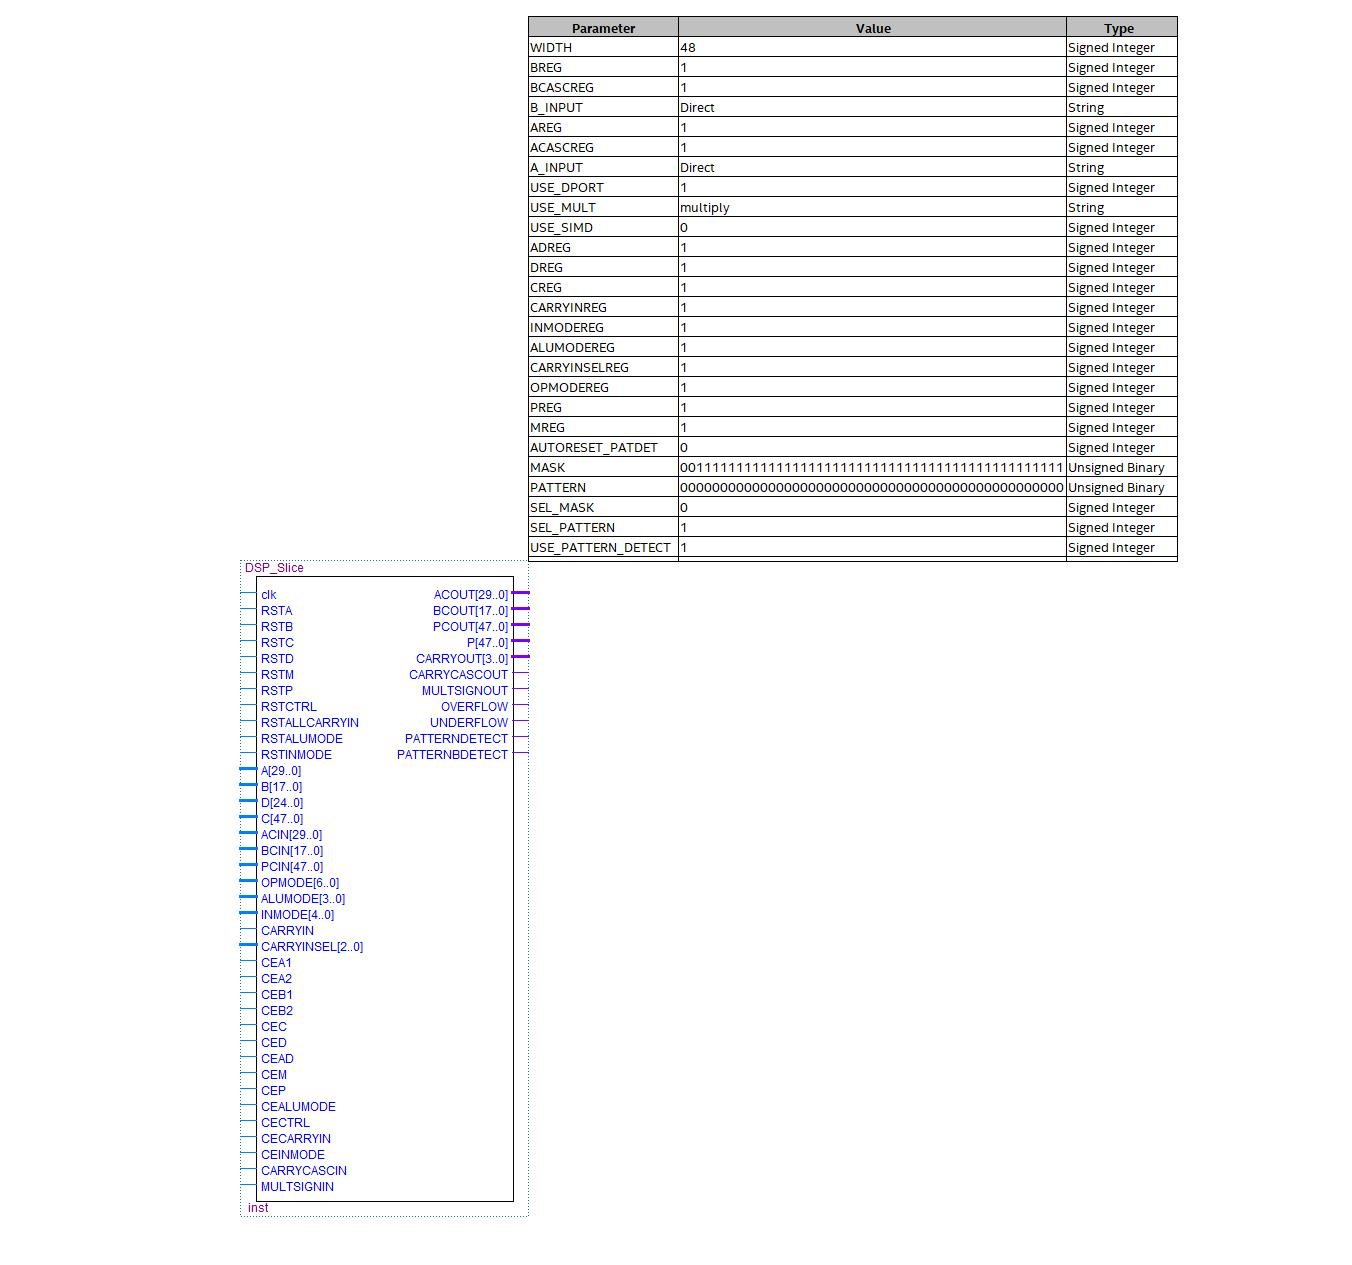 Parameter Value Type
WIDTH 48 Signed Integer
BREG 1 Signed Integer
BCASCREG 1 Signed Integer
B_INPUT Direct String
AREG 1 Signed Integer
ACASCREG 1 Signed Integer
A_INPUT Direct String
USE_DPORT 1 Signed Integer
USE_MULT multiply String
USE_SIMD 0 Signed Integer
ADREG 1 Signed Integer
DREG 1 Signed Integer
CREG 1 Signed Integer
CARRYINREG 1 Signed Integer
INMODEREG 1 Signed Integer
ALUMODEREG 1 Signed Integer
CARRYINSELREG 1 Signed Integer
OPMODEREG 1 Signed Integer
PREG 1 Signed Integer
MREG 1 Signed Integer
AUTORESET_PATDET 0 Signed Integer
MASK 001111111111111111111111111111111111111111111111 Unsigned Binary
PATTERN 000000000000000000000000000000000000000000000000 Unsigned Binary
SEL_MASK 0 Signed Integer
SEL_PATTERN 1 Signed Integer
USE_PATTERN_DETECT 1 Signed Integer
DSP_Slice
clk ACOUT[29..0]
RSTA BCOUT[17..0]
RSTB PCOUT[47..0]
RSTC P[47..0]
RSTD CARRYOUT[3..0]
RSTM CARRYCASCOUT
RSTP MULTSIGNOUT
RSTCTRL OVERFLOW
RSTALLCARRYIN UNDERFLOW
RSTALUMODE PATTERNDETECT
RSTINMODE PATTERNBDETECT
A[29..0]
B[17..0]
D[24..0]
C[47..0]
ACIN[29..0]
BCIN[17..0]
PCIN[47..0]
OPMODE[6..0]
ALUMODE[3..0]
INMODE[4..0]
CARRYIN
CARRYINSEL[2..0]
CEA1
CEA2
CEB1
CEB2
CEC
CED
CEAD
CEM
CEP
CEALUMODE
CECTRL
CECARRYIN
CEINMODE
CARRYCASCIN
MULTSIGNIN
inst